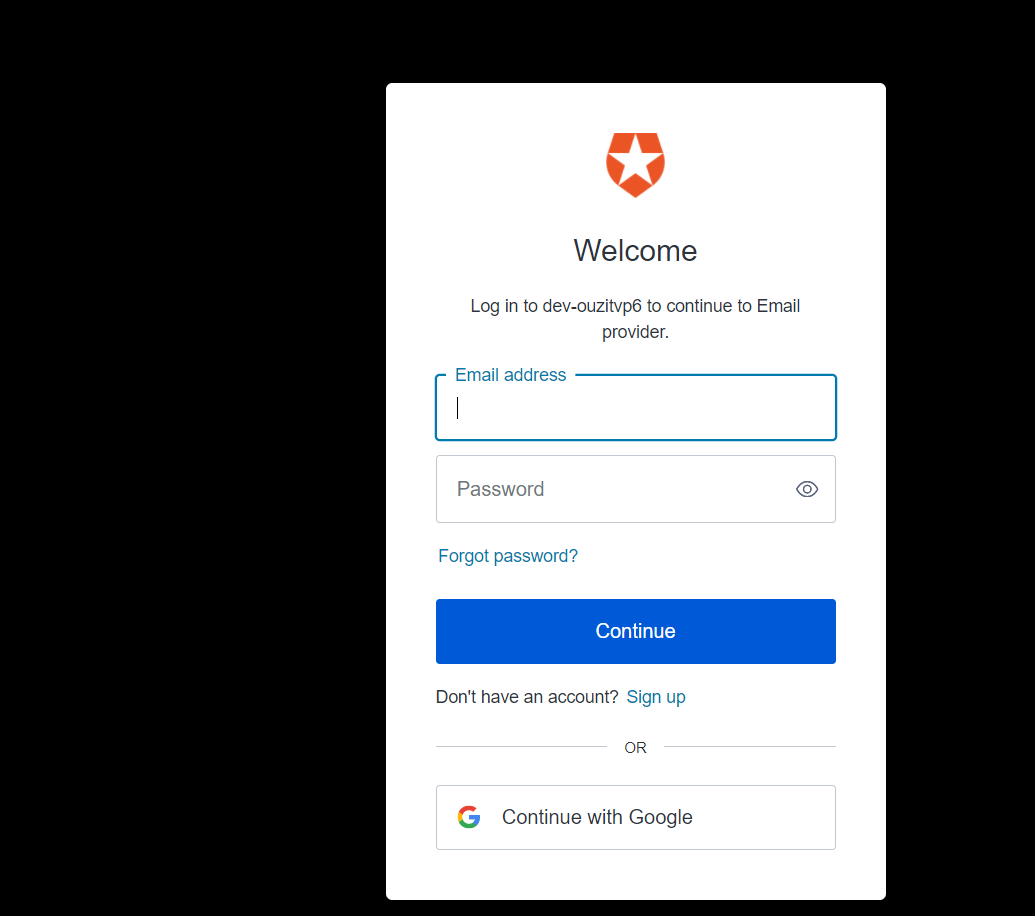 Welcome
Log in to dev-ouzitvp6 to continue to Email
provider.
Email address
Password
Forgot password?
Continue
Don't have an account? Sign up
OR
Continue with Google